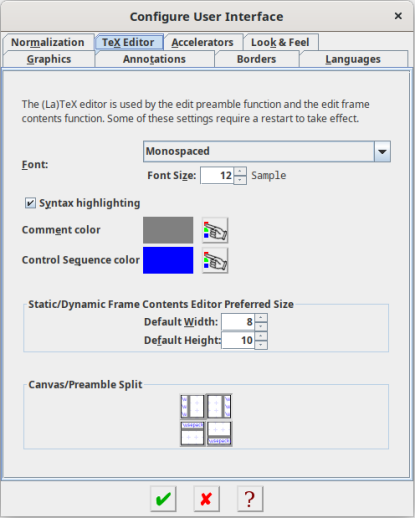 Configure User Interface
Normalization TeX Editor Accelerators Look & Feel
Graphics Annotations Borders Languages
The (La)TeX editor is used by the edit preamble function and the edit frame
contents function. Some of these settings require a restart to take effect.
Font: Monospaced
Font Size: 12 Sample
Syntax highlighting
Comment color
Control Sequence color
Static/Dynamic Frame Contents Editor Preferred Size
Default Width: 8
Default Height: 10
Canvas/Preamble Split